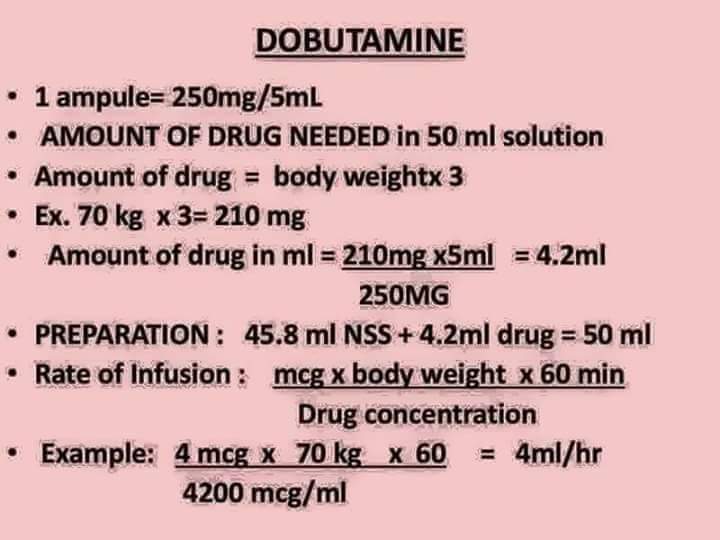 DOBUTAMINE
• 1 ampule= 250mg/5mL
• AMOUNT OF DRUG NEEDED in 50 ml solution
• Amount of drug = body weightx 3
• Ex. 70 kg x 3= 210 mg
• Amount of drug in ml = 210mg x5ml = 4.2ml
250MG
• PREPARATION : 45.8 ml NSS + 4.2ml drug = 50 ml
• Rate of Infusion : mcg x body weight x 60 min
Drug concentration
• Example: 4 mcg x 70 kg x 60 = 4ml/hr
4200 mcg/ml